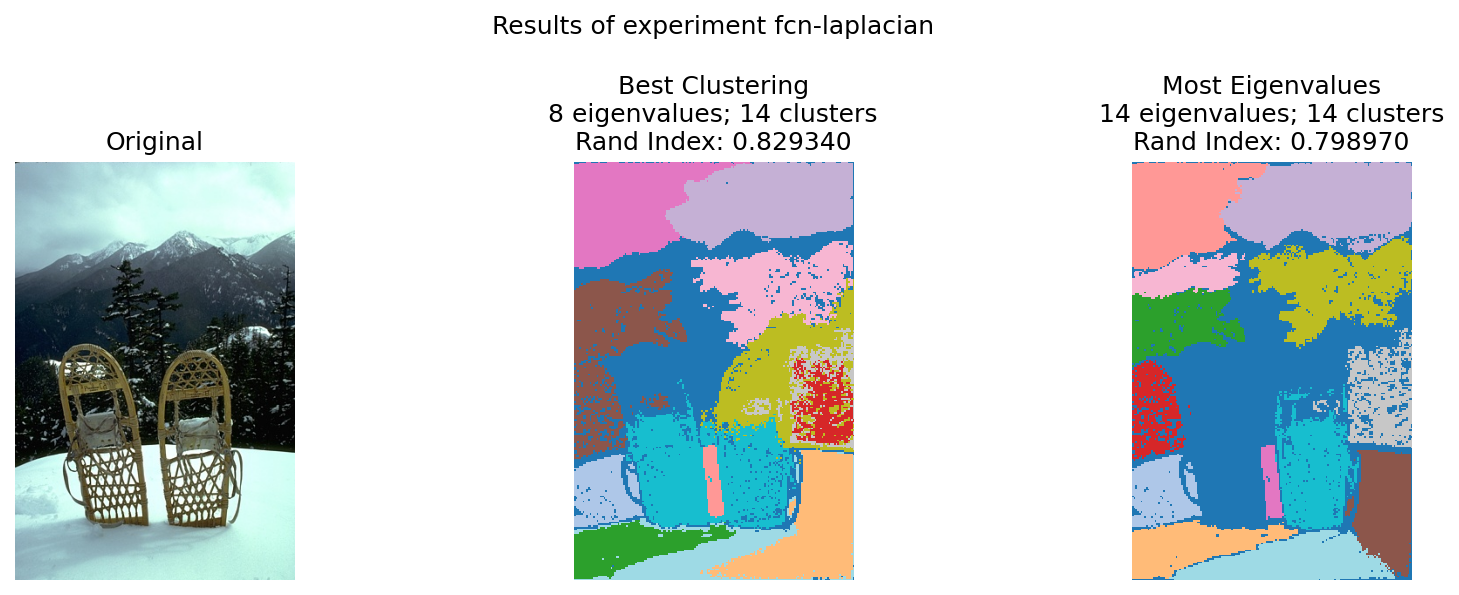 Results of experiment fcn-laplacian
Original
Best Clustering
8 eigenvalues; 14 clusters
Rand Index: 0.829340
Most Eigenvalues
14 eigenvalues; 14 clusters
Rand Index: 0.798970